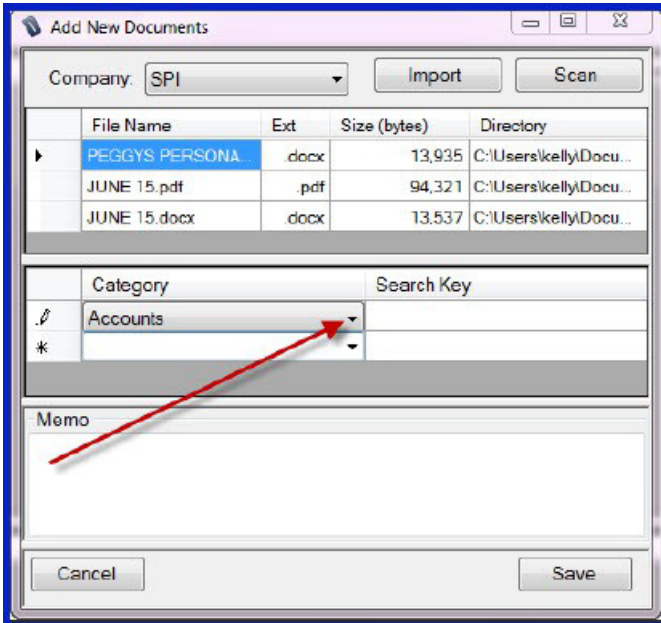 Add New Documents
Company: SPI Import Scan
File Name Ext Size (bytes) Directory
PEGGYS PERSONA... .docx 13,935 C:\Users\kelly\Docu...
JUNE 15.pdf .pdf 94,321 C:\Users\kelly\Docu...
JUNE 15.docx .docx 13,537 C:\Users\kelly\Docu...
Category Search Key
Accounts
Memo
Cancel Save